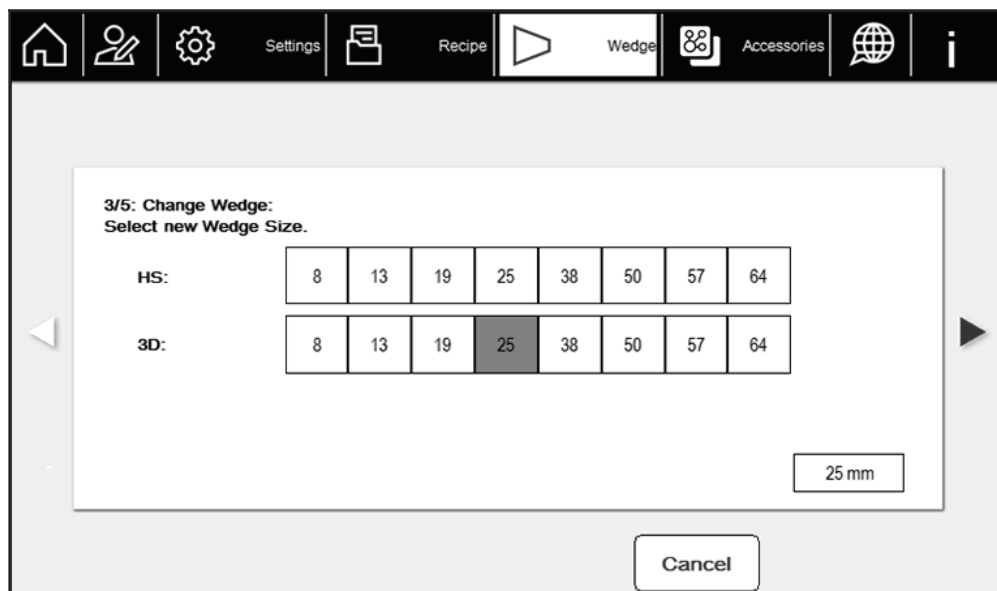 Settings Recipe Wedge Accessories i
3/5: Change Wedge:
Select new Wedge Size.
HS: 8 13 19 25 38 50 57 64
3D: 8 13 19 25 38 50 57 64
25 mm
Cancel